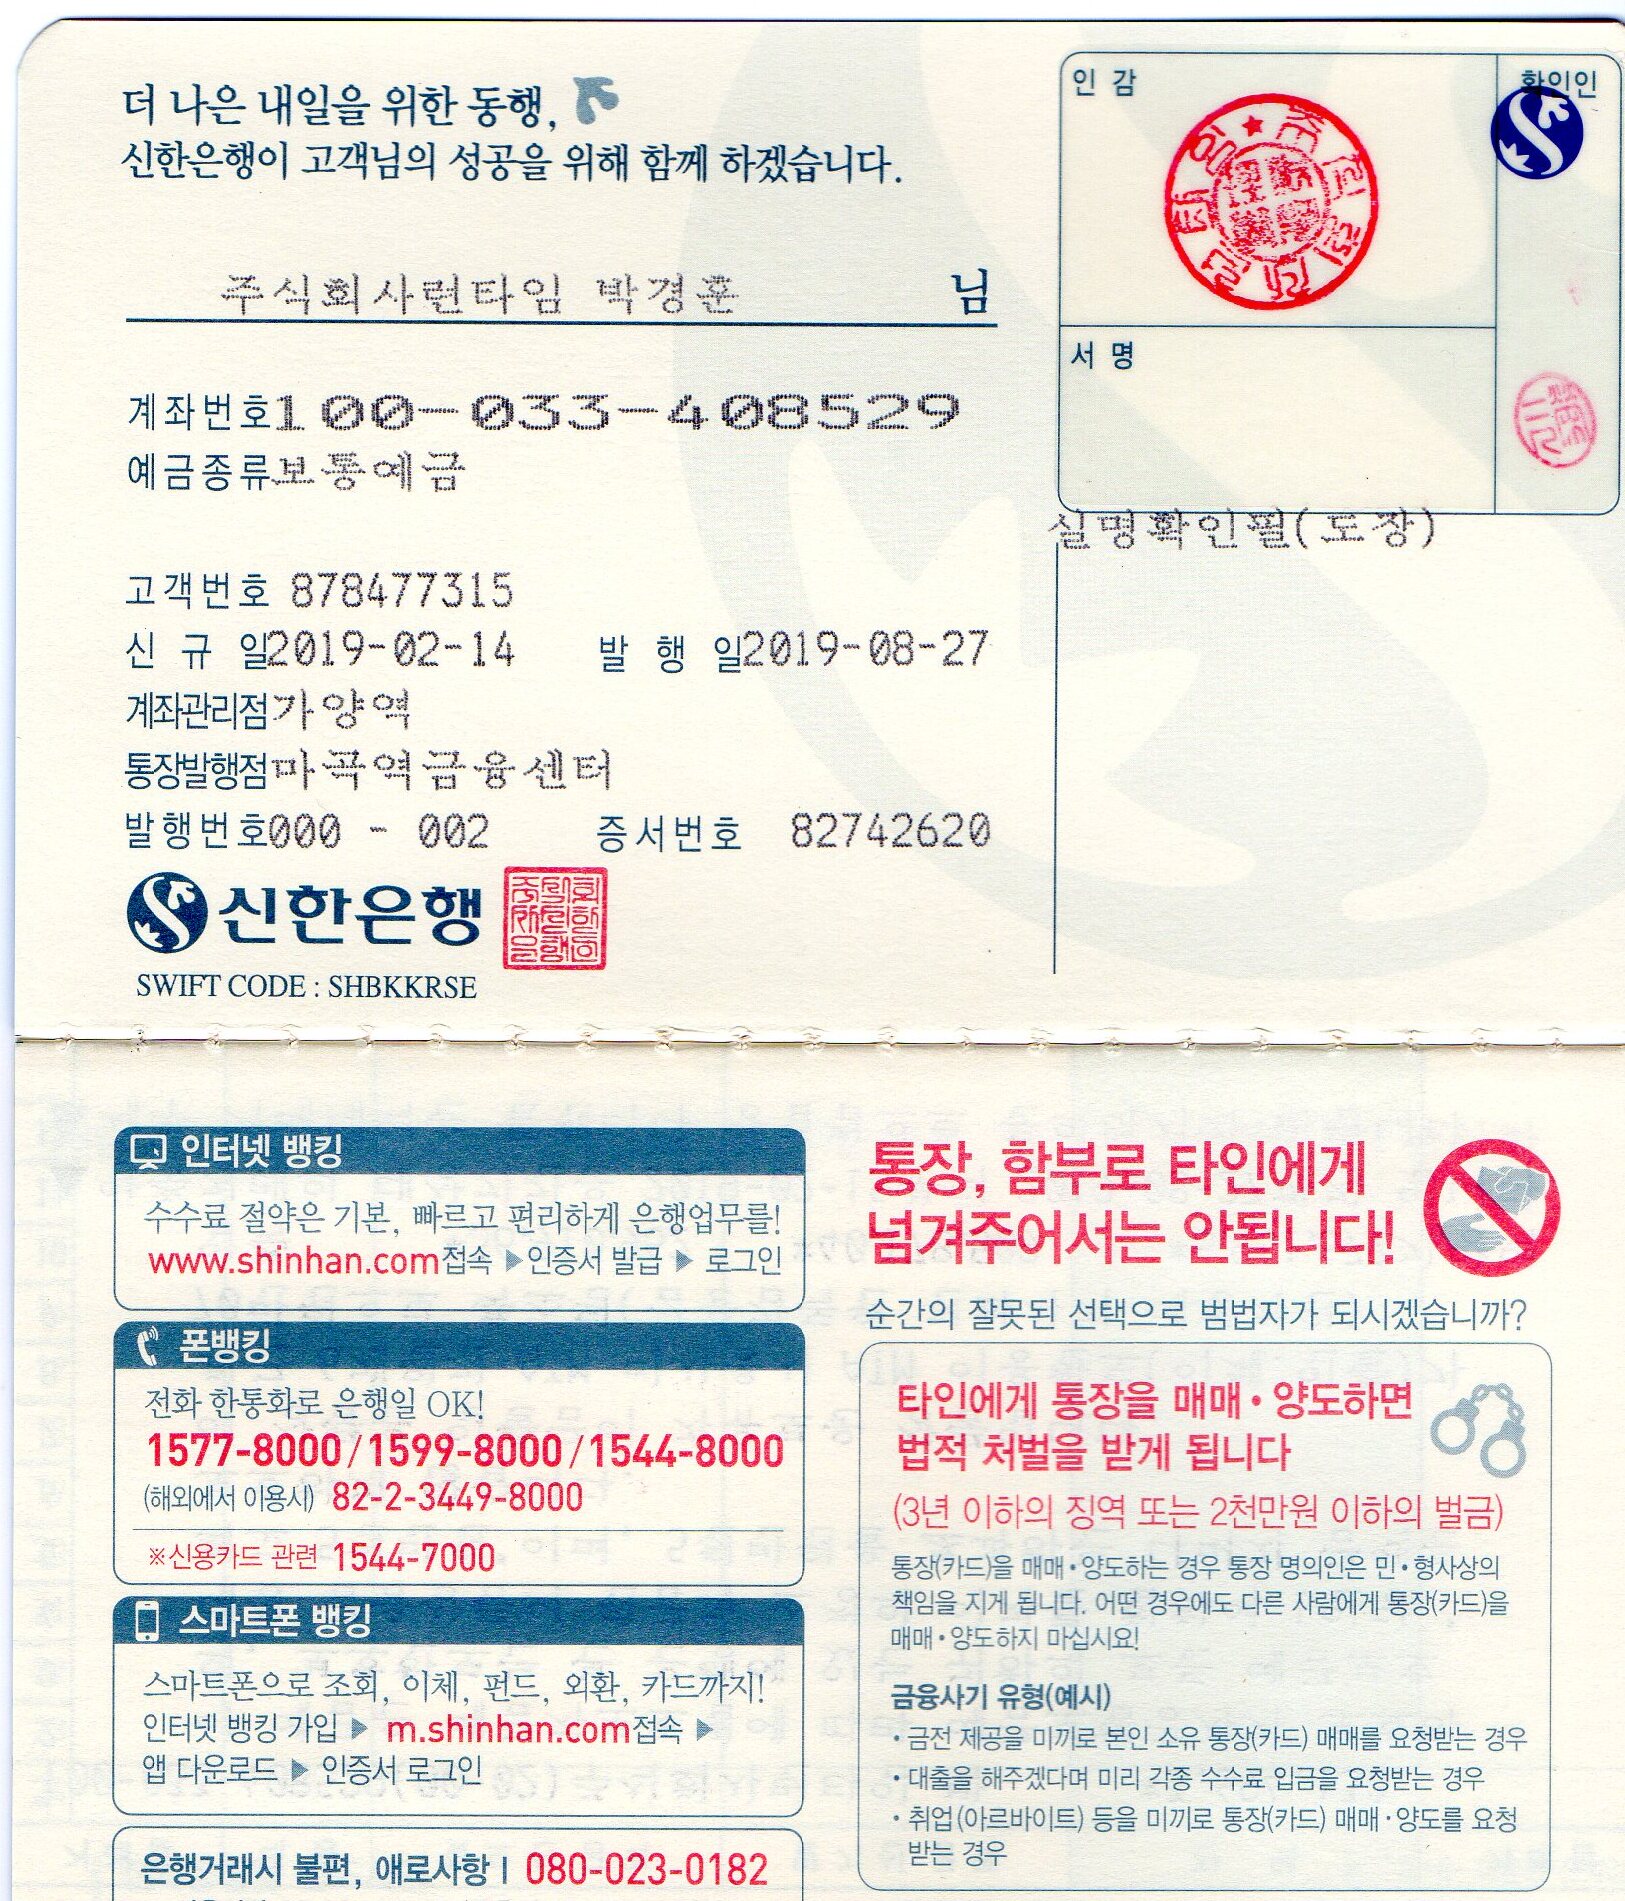 더 나은 내일을 위한 동행,
신한은행이 고객님의 성공을 위해 함께 하겠습니다.
주식회사런타임 박경훈 님
계좌번호100-033-408529
예금종류보통예금
고객번호 878477315
신 규 일2019-02-14 발 행 일2019-08-27
계좌관리점가양역
통장발행점마곡역금융센터
발행번호000 - 002 증서번호 82742620
신한은행
SWIFT CODE : SHBKKRSE
인 감
확인인
서 명
실명확인필(도장)
인터넷 뱅킹
수수료 절약은 기본, 빠르고 편리하게 은행업무를!
www.shinhan.com접속 ▶ 인증서 발급 ▶ 로그인
폰뱅킹
전화 한통화로 은행일 OK!
1577-8000 / 1599-8000 / 1544-8000
(해외에서 이용시) 82-2-3449-8000
※신용카드 관련 1544-7000
스마트폰 뱅킹
스마트폰으로 조회, 이체, 펀드, 외환, 카드까지!
인터넷 뱅킹 가입 ▶ m.shinhan.com접속 ▶
앱 다운로드 ▶ 인증서 로그인
은행거래시 불편, 애로사항 | 080-023-0182
통장, 함부로 타인에게
넘겨주어서는 안됩니다!
순간의 잘못된 선택으로 범법자가 되시겠습니까?
타인에게 통장을 매매・양도하면
법적 처벌을 받게 됩니다
(3년 이하의 징역 또는 2천만원 이하의 벌금)
통장(카드)을 매매・양도하는 경우 통장 명의인은 민・형사상의
책임을 지게 됩니다. 어떤 경우에도 다른 사람에게 통장(카드)을
매매・양도하지 마십시요!
금융사기 유형(예시)
・금전 제공을 미끼로 본인 소유 통장(카드) 매매를 요청받는 경우
・대출을 해주겠다며 미리 각종 수수료 입금을 요청받는 경우
・취업(아르바이트) 등을 미끼로 통장(카드) 매매・양도를 요청
받는 경우